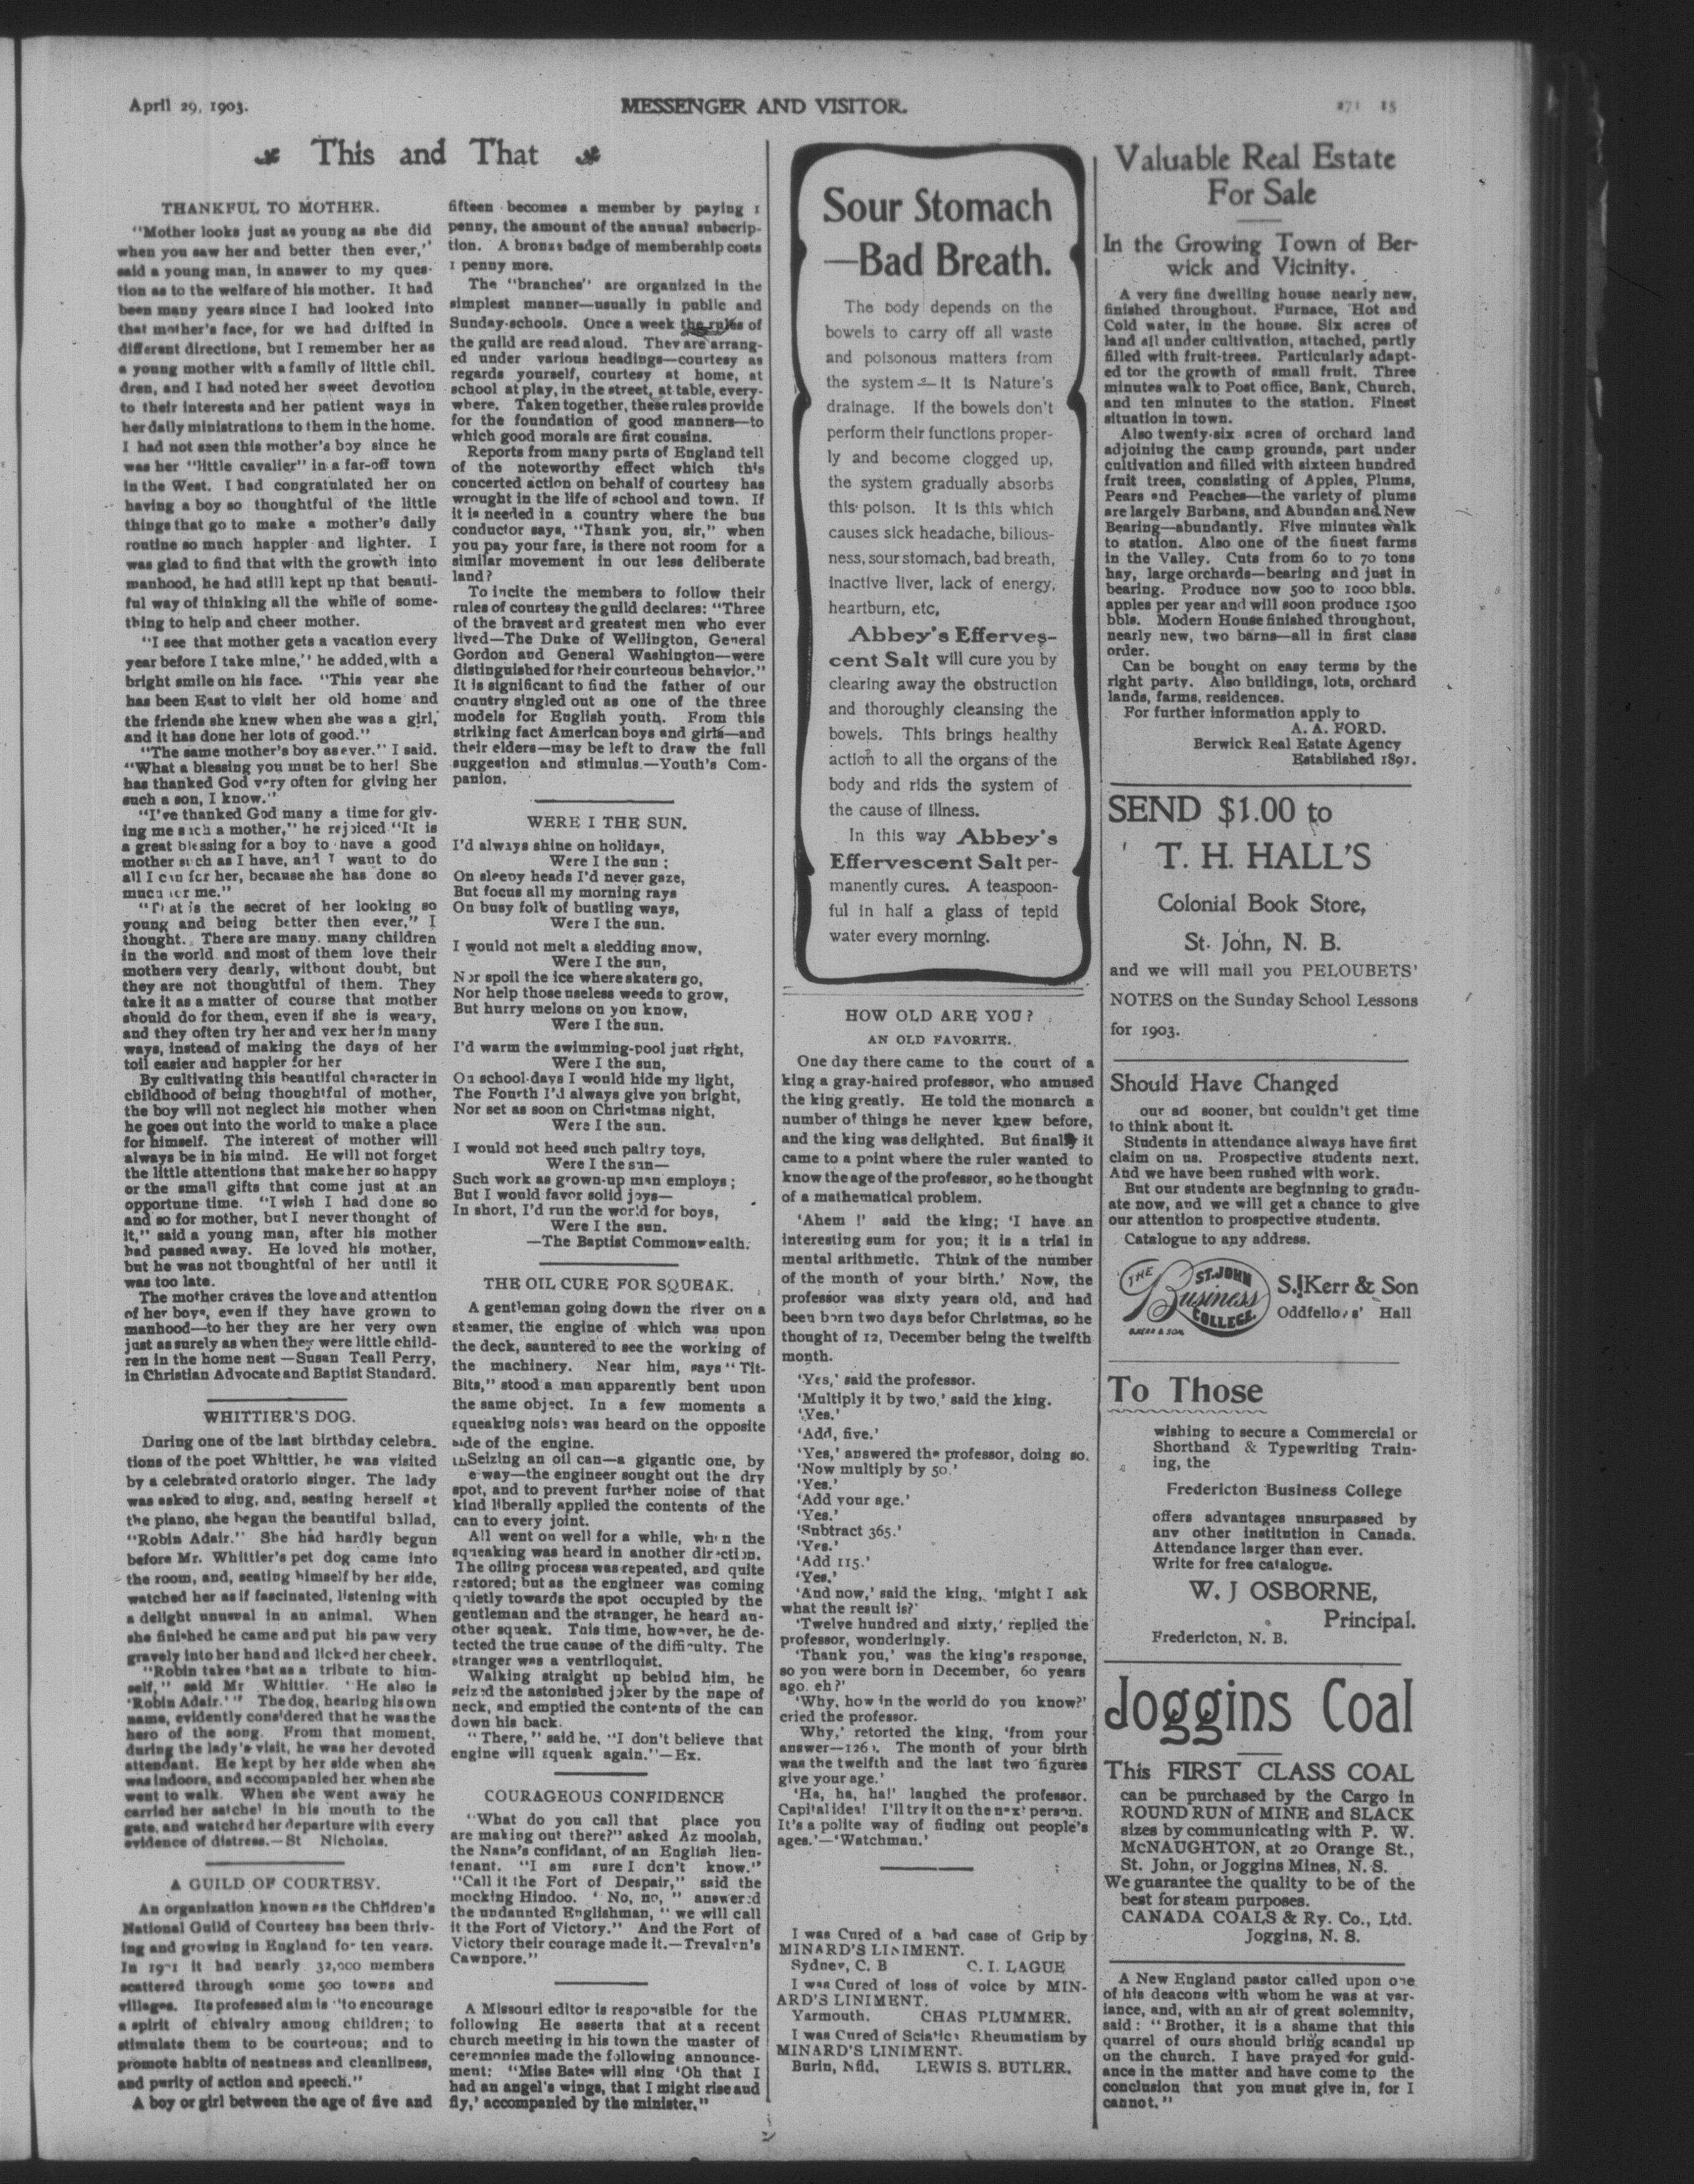 April 29, 1903.
MESSENGER AND VISITOR.
271 15
This and That
THANKFUL TO MOTHER.
"Mother looks just as young as she did
when you saw her and better then ever,"
said a young man, in answer to my ques-
tion as to the welfare of his mother. It had
been many years since I had looked into
that mother's face, for we had drifted in
different directions, but I remember her as
a young mother with a family of little chil.
dren, and I had noted her sweet devotion
to their interests and her patient ways in
her daily ministrations to them in the home.
I had not seen this mother's boy since he
was her "little cavalier" in a far-off town
in the West. I had congratulated her on
having a boy so thoughtful of the little
things that go to make a mother's daily
routine so much happier and lighter. I
was glad to find that with the growth into
manhood, he had still kept up that beauti-
ful way of thinking all the while of some-
thing to help and cheer mother.
"I see that mother gets a vacation every
year before I take mine," he added, with a
bright smile on his face. "This year she
has been East to visit her old home and
the friends she knew when she was a girl,
and it has done her lots of good."
"The same mother's boy as ever." I said.
"What a blessing you must be to her! She
has thanked God very often for giving her
such a son, I know."
"I've thanked God many a time for giv-
ing me such a mother," he rejoiced "It is
a great blessing for a boy to have a good
mother such as I have, and I want to do
all I can for her, because she has done so
much for me."
"That is the secret of her looking so
young and being better then ever," I
thought. There are many, many children
in the world and most of them love their
mothers very dearly, without doubt, but
they are not thoughtful of them. They
take it as a matter of course that mother
should do for them, even if she is weary,
and they often try her and vex her in many
ways, instead of making the days of her
toil easier and happier for her
By cultivating this beautiful character in
childhood of being thoughtful of mother,
the boy will not neglect his mother when
he goes out into the world to make a place
for himself. The interest of mother will
always be in his mind. He will not forget
the little attentions that make her so happy
or the small gifts that come just at an
opportune time. "I wish I had done so
and so for mother, but I never thought of
it," said a young man, after his mother
had passed away. He loved his mother,
but he was not thoughtful of her until it
was too late.
The mother craves the love and attention
of her boys, even if they have grown to
manhood—to her they are her very own
just as surely as when they were little child-
ren in the home nest —Susan Teall Perry,
in Christian Advocate and Baptist Standard.
WHITTIER'S DOG.
During one of the last birthday celebra.
tions of the poet Whittier, he was visited
by a celebrated oratorio singer. The lady
was asked to sing, and, seating herself at
the piano, she began the beautiful ballad,
"Robin Adair." She had hardly begun
before Mr. Whittier's pet dog came into
the room, and, seating himself by her side,
watched her as if fascinated, listening with
a delight unusual in an animal. When
she finished he came and put his paw very
gravely into her hand and licked her cheek.
"Robin takes that as a tribute to him-
self," said Mr Whittier. "He also is
'Robin Adair.'" The dog, hearing his own
name, evidently considered that he was the
hero of the song. From that moment,
during the lady's visit, he was her devoted
attendant. He kept by her side when she
was indoors, and accompanied her when she
went to walk. When she went away he
carried her satchel in his mouth to the
gate, and watched her departure with every
evidence of distress.—St Nicholas.
A GUILD OF COURTESY.
An organization known as the Children's
National Guild of Courtesy has been thriv-
ing and growing in England for ten years.
In 1901 it had nearly 32,000 members
scattered through some 500 towns and
villages. Its professed aim is "to encourage
a spirit of chivalry among children; to
stimulate them to be courteous; and to
promote habits of neatness and cleanliness,
and purity of action and speech."
A boy or girl between the age of five and
fifteen becomes a member by paying 1
penny, the amount of the annual subscrip-
tion. A bronze badge of membership costs
1 penny more.
The "branches" are organized in the
simplest manner—usually in public and
Sunday-schools. Once a week the rules of
the guild are read aloud. They are arrang-
ed under various headings—courtesy as
regards yourself, courtesy at home, at
school at play, in the street, at table, every-
where. Taken together, these rules provide
for the foundation of good manners—to
which good morals are first cousins.
Reports from many parts of England tell
of the noteworthy effect which this
concerted action on behalf of courtesy has
wrought in the life of school and town. If
it is needed in a country where the bus
conductor says, "Thank you, sir," when
you pay your fare, is there not room for a
similar movement in our less deliberate
land?
To incite the members to follow their
rules of courtesy the guild declares: "Three
of the bravest ard greatest men who ever
lived—The Duke of Wellington, General
Gordon and General Washington—were
distinguished for their courteous behavior."
It is significant to find the father of our
country singled out as one of the three
models for English youth. From this
striking fact American boys and girls—and
their elders—may be left to draw the full
suggestion and stimulus.—Youth's Com-
panion.
WERE I THE SUN.
I'd always shine on holidays,
Were I the sun;
On sleepy heads I'd never gaze,
But focus all my morning rays
On busy folk of bustling ways,
Were I the sun.
I would not melt a sledding snow,
Were I the sun,
Nor spoil the ice where skaters go,
Nor help those useless weeds to grow,
But hurry melons on you know,
Were I the sun.
I'd warm the swimming-pool just right,
Were I the sun,
On school-days I would hide my light,
The Fourth I'd always give you bright,
Nor set as soon on Christmas night,
Were I the sun.
I would not heed such paltry toys,
Were I the sun—
Such work as grown-up man employs;
But I would favor solid joys—
In short, I'd run the world for boys,
Were I the sun.
—The Baptist Commonwealth.
THE OIL CURE FOR SQUEAK.
A gentleman going down the river on a
steamer, the engine of which was upon
the deck, sauntered to see the working of
the machinery. Near him, says "Tit-
Bits," stood a man apparently bent upon
the same object. In a few moments a
squeaking noise was heard on the opposite
side of the engine.
Seizing an oil can—a gigantic one, by
e way—the engineer sought out the dry
spot, and to prevent further noise of that
kind liberally applied the contents of the
can to every joint.
All went on well for a while, when the
squeaking was heard in another direction.
The oiling process was repeated, and quite
restored; but as the engineer was coming
quietly towards the spot occupied by the
gentleman and the stranger, he heard an-
other squeak. This time, however, he de-
tected the true cause of the difficulty. The
stranger was a ventriloquist.
Walking straight up behind him, he
seized the astonished joker by the nape of
neck, and emptied the contents of the can
down his back.
"There," said he, "I don't believe that
engine will squeak again."—Ex.
COURAGEOUS CONFIDENCE
"What do you call that place you
are making out there?" asked Az moolah,
the Nana's confidant, of an English lieu-
tenant. "I am sure I don't know."
"Call it the Fort of Despair," said the
mocking Hindoo. "No, no," answered
the undaunted Englishman, "we will call
it the Fort of Victory." And the Fort of
Victory their courage made it.—Trevalyn's
Cawnpore."
A Missouri editor is responsible for the
following He asserts that at a recent
church meeting in his town the master of
ceremonies made the following announce-
ment: "Miss Bates will sing 'Oh that I
had an angel's wings, that I might rise and
fly,' accompanied by the minister."
Sour Stomach
—Bad Breath.
The body depends on the
bowels to carry off all waste
and poisonous matters from
the system—it is Nature's
drainage. If the bowels don't
perform their functions proper-
ly and become clogged up,
the system gradually absorbs
this poison. It is this which
causes sick headache, bilious-
ness, sour stomach, bad breath,
inactive liver, lack of energy,
heartburn, etc,
Abbey's Efferves-
cent Salt will cure you by
clearing away the obstruction
and thoroughly cleansing the
bowels. This brings healthy
action to all the organs of the
body and rids the system of
the cause of illness.
In this way Abbey's
Effervescent Salt per-
manently cures. A teaspoon-
ful in half a glass of tepid
water every morning.
HOW OLD ARE YOU?
AN OLD FAVORITE.
One day there came to the court of a
king a gray-haired professor, who amused
the king greatly. He told the monarch a
number of things he never knew before,
and the king was delighted. But finally it
came to a point where the ruler wanted to
know the age of the professor, so he thought
of a mathematical problem.
'Ahem !' said the king; 'I have an
interesting sum for you; it is a trial in
mental arithmetic. Think of the number
of the month of your birth.' Now, the
professor was sixty years old, and had
been born two days befor Christmas, so he
thought of 12, December being the twelfth
month.
'Yes,' said the professor.
'Multiply it by two,' said the king.
'Yes.'
'Add, five.'
'Yes,' answered the professor, doing so.
'Now multiply by 50.'
'Yes.'
'Add your age.'
'Yes.'
'Subtract 365.'
'Yes.'
'Add 115.'
'Yes.'
'And now,' said the king, 'might I ask
what the result is?'
'Twelve hundred and sixty,' replied the
professor, wonderingly.
'Thank you,' was the king's response,
so you were born in December, 60 years
ago. eh?'
'Why, how in the world do you know?'
cried the professor.
Why,' retorted the king, 'from your
answer—1260. The month of your birth
was the twelfth and the last two figures
give your age.'
'Ha, ha, ha!' laughed the professor.
Capital idea! I'll try it on the next person.
It's a polite way of finding out people's
ages.'—'Watchman.'
I was Cured of a bad case of Grip by
MINARD'S LINIMENT.
Sydney, C. B C. I. LAGUE
I was Cured of loss of voice by MIN-
ARD'S LINIMENT.
Yarmouth. CHAS PLUMMER.
I was Cured of Sciatica Rheumatism by
MINARD'S LINIMENT.
Burin, Nfld, LEWIS S. BUTLER.
Valuable Real Estate
For Sale
In the Growing Town of Ber-
wick and Vicinity.
A very fine dwelling house nearly new,
finished throughout. Furnace, Hot and
Cold water, in the house. Six acres of
land all under cultivation, attached, partly
filled with fruit-trees. Particularly adapt-
ed tor the growth of small fruit. Three
minutes walk to Post office, Bank, Church,
and ten minutes to the station. Finest
situation in town.
Also twenty-six acres of orchard land
adjoining the camp grounds, part under
cultivation and filled with sixteen hundred
fruit trees, consisting of Apples, Plums,
Pears and Peaches—the variety of plums
are largely Burbans, and Abundan and New
Bearing—abundantly. Five minutes walk
to station. Also one of the finest farms
in the Valley. Cuts from 60 to 70 tons
hay, large orchards—bearing and just in
bearing. Produce now 500 to 1000 bbls.
apples per year and will soon produce 1500
bbls. Modern House finished throughout,
nearly new, two barns—all in first class
order.
Can be bought on easy terms by the
right party. Also buildings, lots, orchard
lands, farms, residences.
For further information apply to
A. A. FORD.
Berwick Real Estate Agency
Established 1891.
SEND $1.00 to
T. H. HALL'S
Colonial Book Store,
St. John, N. B.
and we will mail you PELOUBETS'
NOTES on the Sunday School Lessons
for 1903.
Should Have Changed
our ad sooner, but couldn't get time
to think about it.
Students in attendance always have first
claim on us. Prospective students next.
And we have been rushed with work.
But our students are beginning to gradu-
ate now, and we will get a chance to give
our attention to prospective students.
Catalogue to any address.
THE ST. JOHN
Business
COLLEGE.
S. KERR & SON
S. Kerr & Son
Oddfellows' Hall
To Those
wishing to secure a Commercial or
Shorthand & Typewriting Train-
ing, the
Fredericton Business College
offers advantages unsurpassed by
any other institution in Canada.
Attendance larger than ever.
Write for free catalogue.
W. J OSBORNE,
Principal.
Fredericton, N. B.
Joggins Coal
This FIRST CLASS COAL
can be purchased by the Cargo in
ROUND RUN of MINE and SLACK
sizes by communicating with P. W.
McNAUGHTON, at 20 Orange St.,
St. John, or Joggins Mines, N. S.
We guarantee the quality to be of the
best for steam purposes.
CANADA COALS & Ry. Co., Ltd.
Joggins, N. S.
A New England pastor called upon one
of his deacons with whom he was at var-
iance, and, with an air of great solemnity,
said: "Brother, it is a shame that this
quarrel of ours should bring scandal up
on the church. I have prayed for guid-
ance in the matter and have come to the
conclusion that you must give in, for I
cannot."